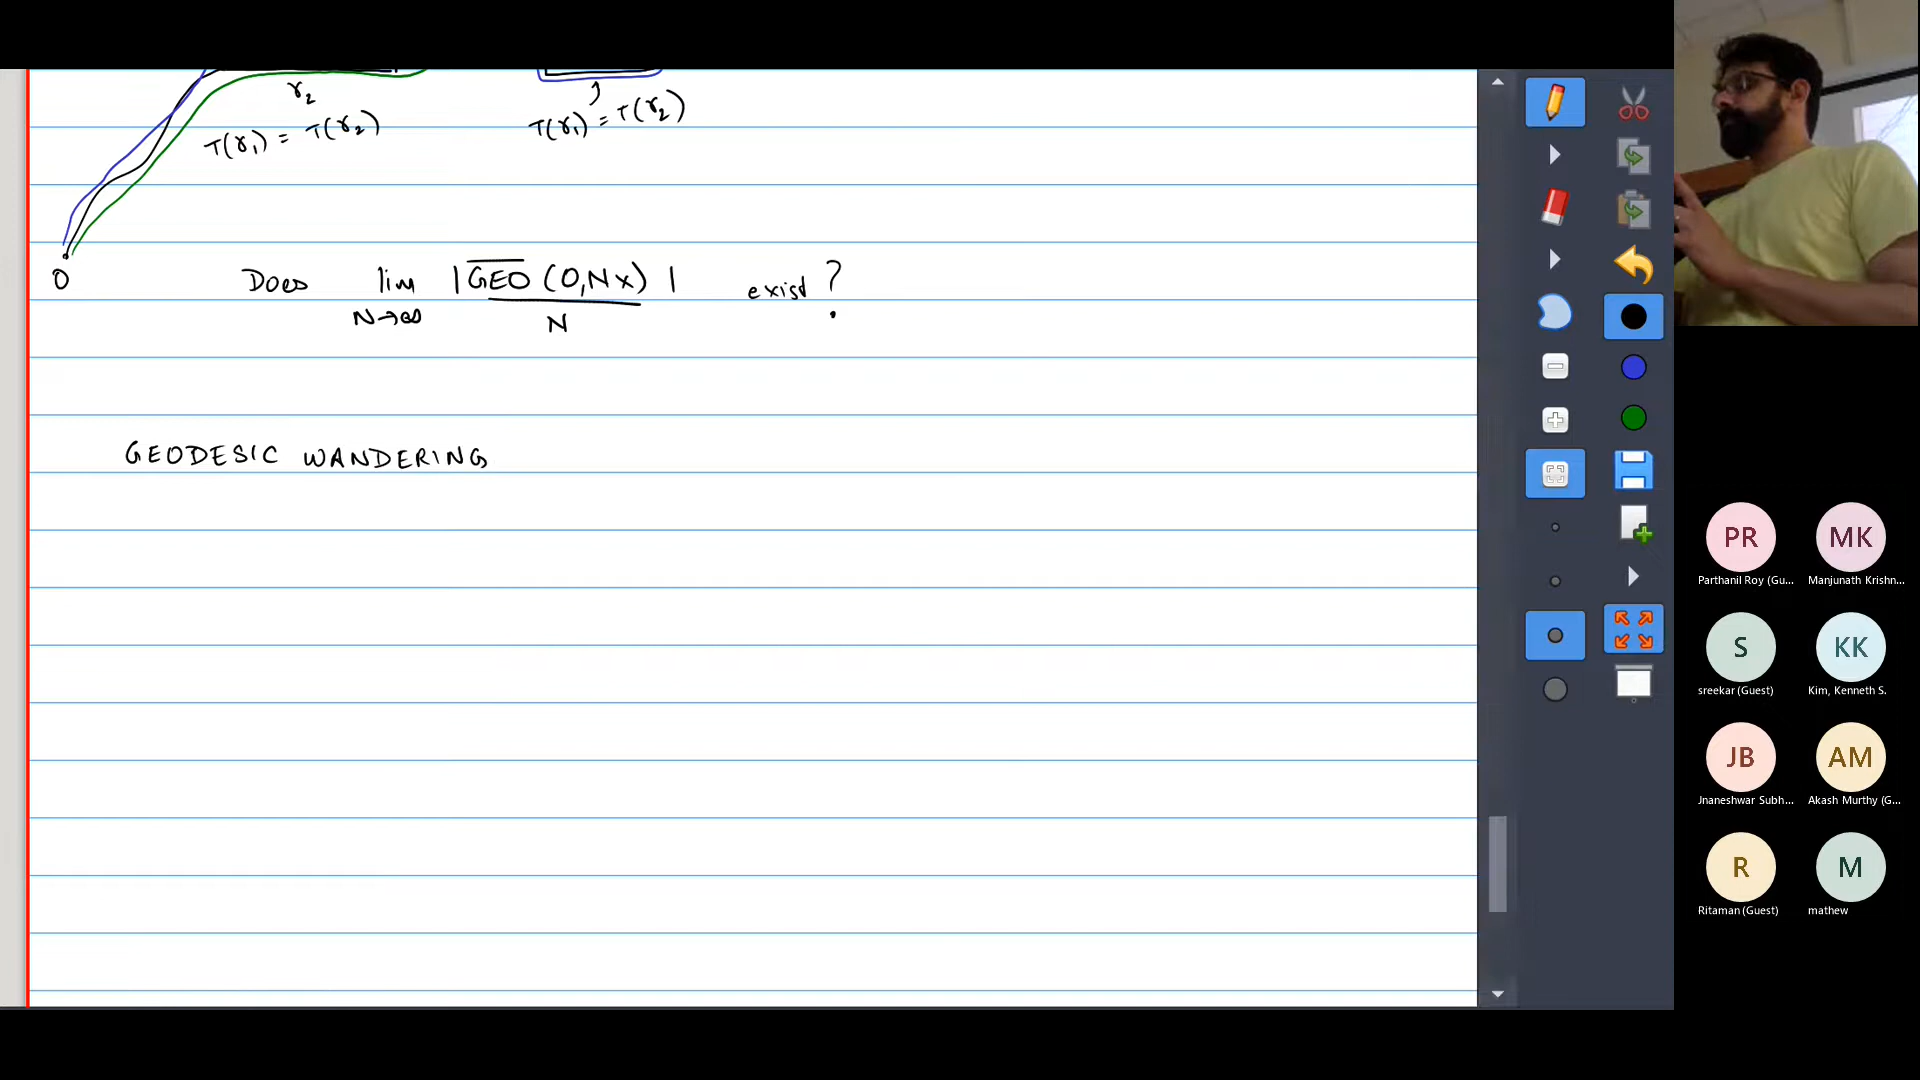 γ₂
T(γ₁) = T(γ₂)
T(γ₁) = T(γ₂)
0
Does lim |GEO (0,Nx)| exist ?
N→∞ N
GEODESIC WANDERING
PR MK
Parthanil Roy (Gu... Manjunath Krishn...
S KK
sreekar (Guest) Kim, Kenneth S.
JB AM
Jnaneshwar Subh... Akash Murthy (G...
R M
Ritaman (Guest) mathew